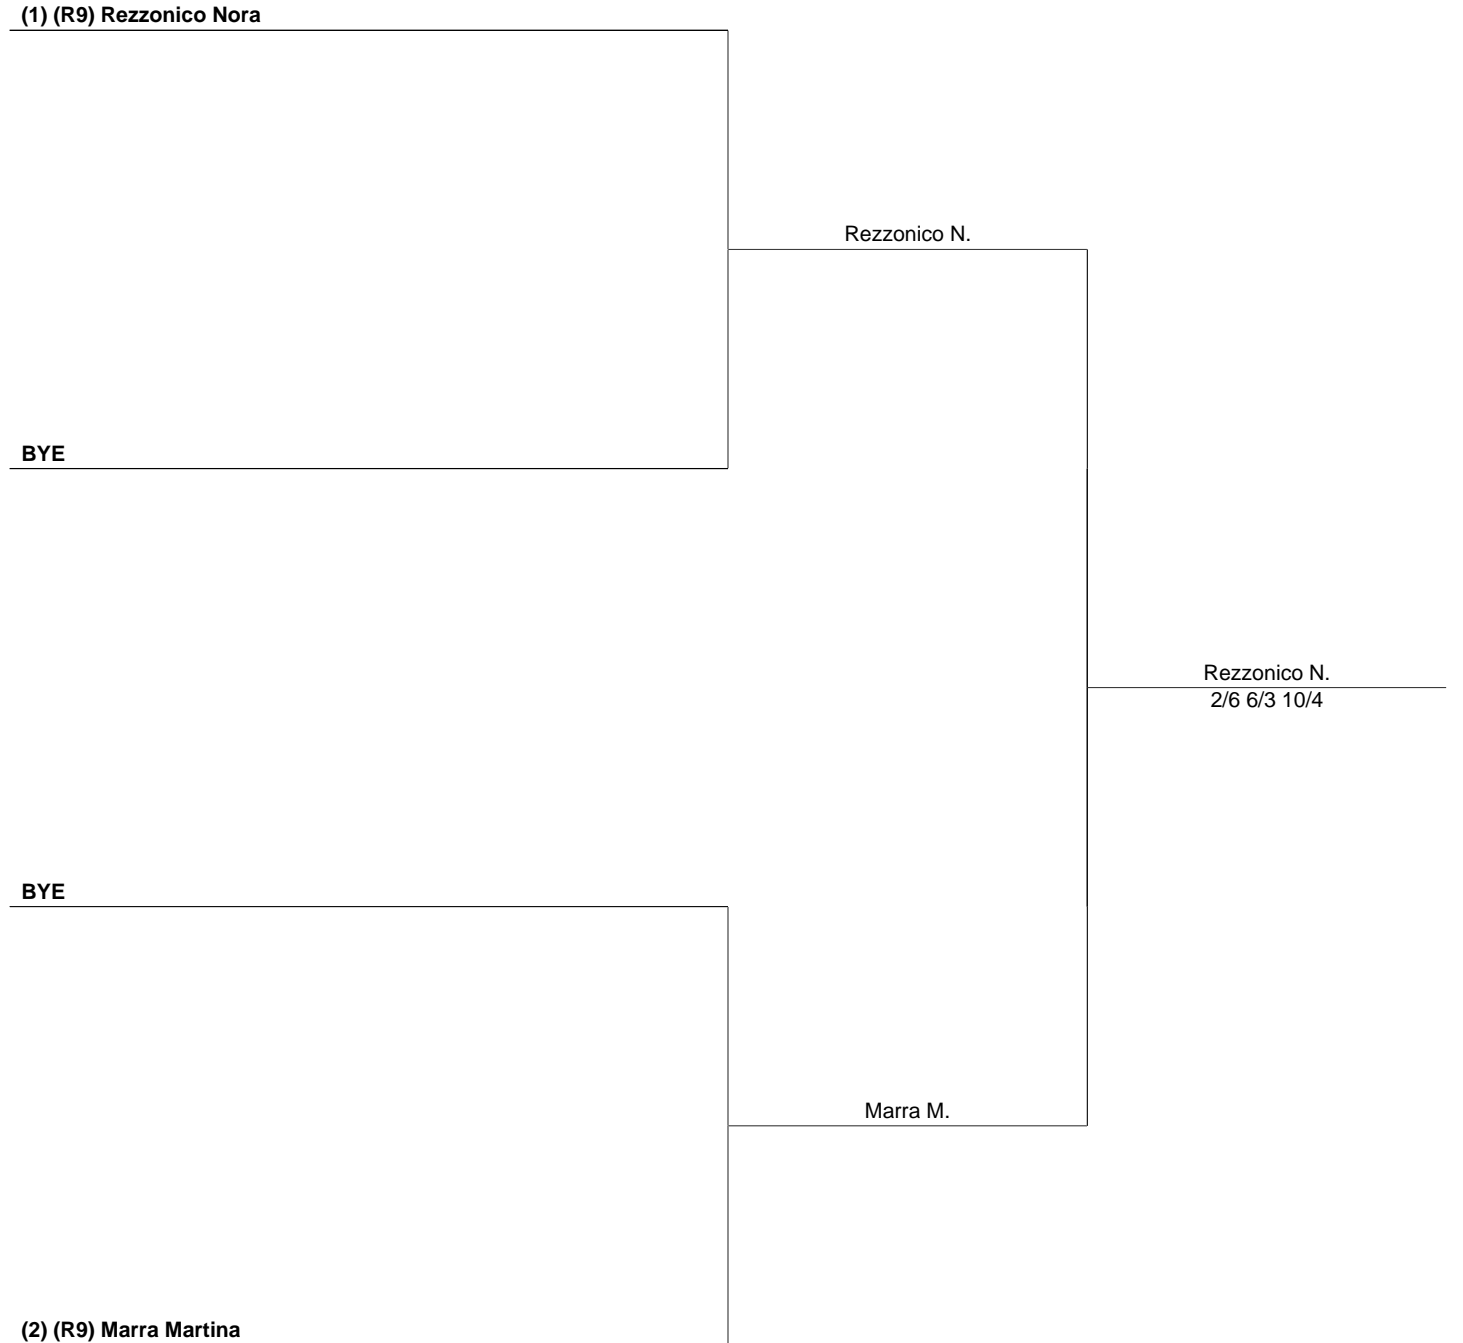 (1) (R9) Rezzonico Nora
Rezzonico N.
BYE
Rezzonico N.
2/6 6/3 10/4
BYE
Marra M.
(2) (R9) Marra Martina